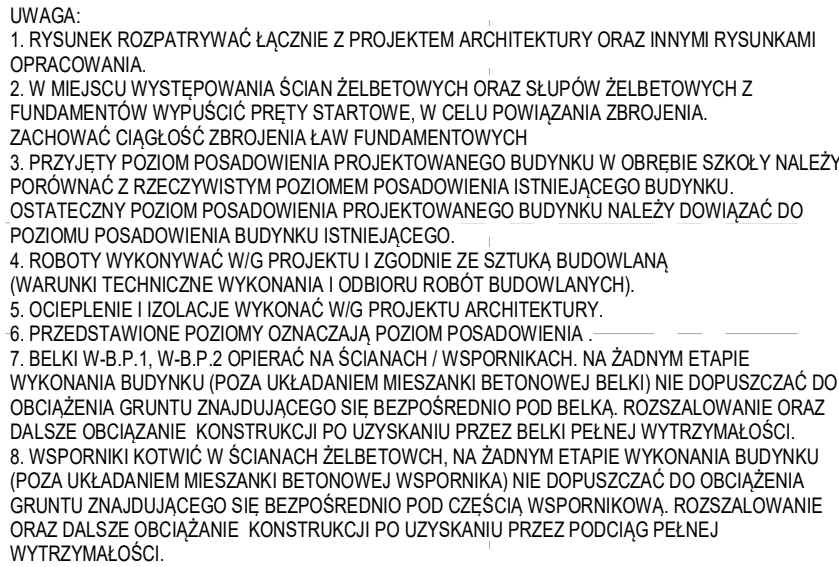 UWAGA:
1. RYSUNEK ROZPATRYWAĆ ŁĄCZNIE Z PROJEKTEM ARCHITEKTURY ORAZ INNYMI RYSUNKAMI
OPRACOWANIA.
2. W MIEJSCU WYSTĘPOWANIA ŚCIAN ŻELBETOWYCH ORAZ SŁUPÓW ŻELBETOWYCH Z
FUNDAMENTÓW WYPUŚCIĆ PRĘTY STARTOWE, W CELU POWIĄZANIA ZBROJENIA.
ZACHOWAĆ CIĄGŁOŚĆ ZBROJENIA ŁAW FUNDAMENTOWYCH
3. PRZYJĘTY POZIOM POSADOWIENIA PROJEKTOWANEGO BUDYNKU W OBRĘBIE SZKOŁY NALEŻY
PORÓWNAĆ Z RZECZYWISTYM POZIOMEM POSADOWIENIA ISTNIEJĄCEGO BUDYNKU.
OSTATECZNY POZIOM POSADOWIENIA PROJEKTOWANEGO BUDYNKU NALEŻY DOWIĄZAĆ DO
POZIOMU POSADOWIENIA BUDYNKU ISTNIEJĄCEGO.
4. ROBOTY WYKONYWAĆ W/G PROJEKTU I ZGODNIE ZE SZTUKĄ BUDOWLANĄ
(WARUNKI TECHNICZNE WYKONANIA I ODBIORU ROBÓT BUDOWLANYCH).
5. OCIEPLENIE I IZOLACJE WYKONAĆ W/G PROJEKTU ARCHITEKTURY.
6. PRZEDSTAWIONE POZIOMY OZNACZAJĄ POZIOM POSADOWIENIA .
7. BELKI W-B.P.1, W-B.P.2 OPIERAĆ NA ŚCIANACH / WSPORNIKACH. NA ŻADNYM ETAPIE
WYKONANIA BUDYNKU (POZA UKŁADANIEM MIESZANKI BETONOWEJ BELKI) NIE DOPUSZCZAĆ DO
OBCIĄŻENIA GRUNTU ZNAJDUJĄCEGO SIĘ BEZPOŚREDNIO POD BELKĄ. ROZSZALOWANIE ORAZ
DALSZE OBCIĄZANIE KONSTRUKCJI PO UZYSKANIU PRZEZ BELKI PEŁNEJ WYTRZYMAŁOŚCI.
8. WSPORNIKI KOTWIĆ W ŚCIANACH ŻELBETOWCH, NA ŻADNYM ETAPIE WYKONANIA BUDYNKU
(POZA UKŁADANIEM MIESZANKI BETONOWEJ WSPORNIKA) NIE DOPUSZCZAĆ DO OBCIĄŻENIA
GRUNTU ZNAJDUJĄCEGO SIĘ BEZPOŚREDNIO POD CZĘŚCIĄ WSPORNIKOWĄ. ROZSZALOWANIE
ORAZ DALSZE OBCIĄŻANIE KONSTRUKCJI PO UZYSKANIU PRZEZ PODCIĄG PEŁNEJ
WYTRZYMAŁOŚCI.